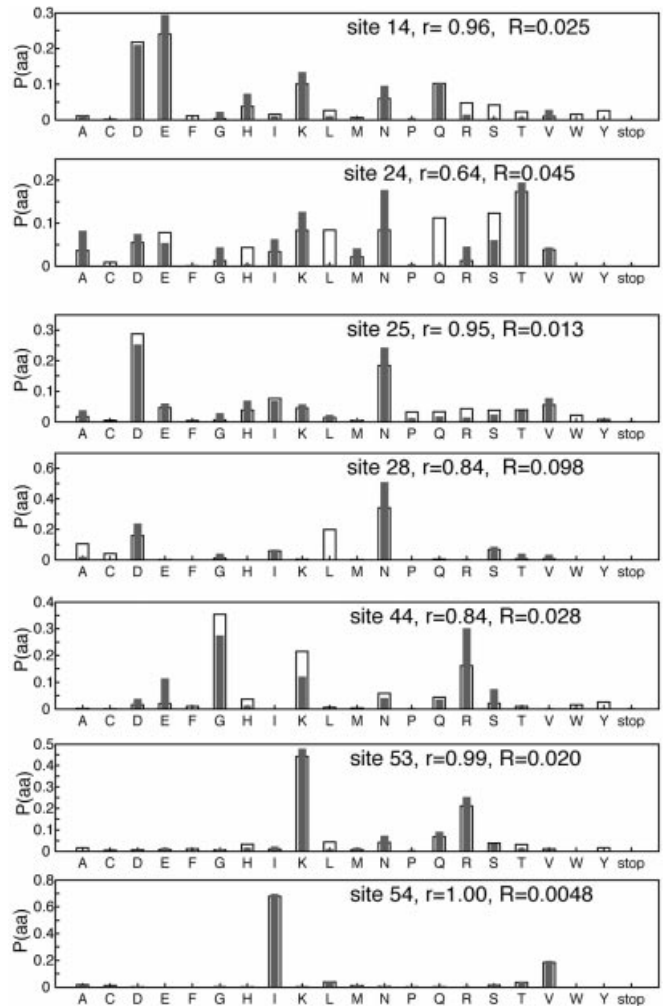 site 14, r= 0.96, R=0.025
0.3
0.2
0.1
0
P(aa)
A C D E F G H I K L M N P Q R S T V W Y stop
site 24, r=0.64, R=0.045
0.2
0.1
0
P(aa)
A C D E F G H I K L M N P Q R S T V W Y stop
site 25, r= 0.95, R=0.013
0.3
0.2
0.1
0
P(aa)
A C D E F G H I K L M N P Q R S T V W Y stop
site 28, r=0.84, R=0.098
0.6
0.4
0.2
0
P(aa)
A C D E F G H I K L M N P Q R S T V W Y stop
site 44, r=0.84, R=0.028
0.4
0.3
0.2
0.1
0
P(aa)
A C D E F G H I K L M N P Q R S T V W Y stop
site 53, r=0.99, R=0.020
0.5
0.4
0.3
0.2
0.1
0
P(aa)
A C D E F G H I K L M N P Q R S T V W Y stop
site 54, r=1.00, R=0.0048
0.8
0.6
0.4
0.2
0
P(aa)
A C D E F G H I K L M N P Q R S T V W Y stop